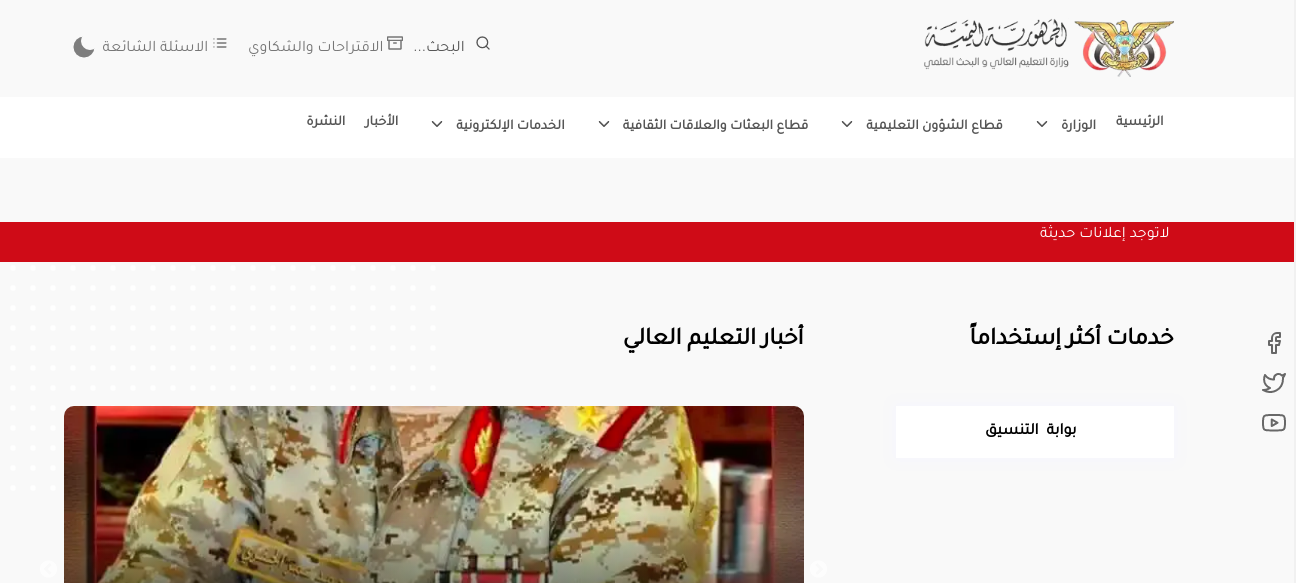 الجمهورية اليمنية
وزارة التعليم العالي و البحث العلمي
البحث...
الاقتراحات والشكاوي
الاسئلة الشائعة
الرئيسية
الوزارة
قطاع الشؤون التعليمية
قطاع البعثات والعلاقات الثقافية
الخدمات الإلكترونية
الأخبار
النشرة
لاتوجد إعلانات حديثة
خدمات أكثر إستخداماً
أخبار التعليم العالي
بوابة التنسيق